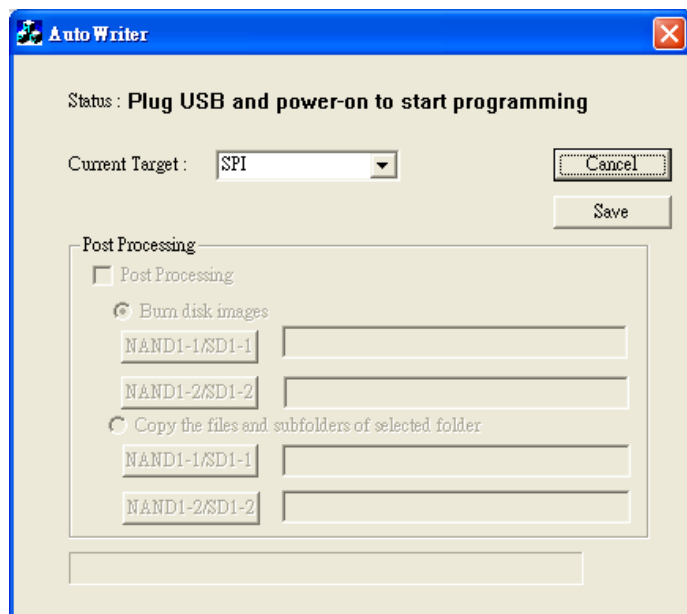 AutoWriter
Status : Plug USB and power-on to start programming
Current Target : SPI Cancel
Save
Post Processing
Post Processing
Burn disk images
NAND1-1/SD1-1
NAND1-2/SD1-2
Copy the files and subfolders of selected folder
NAND1-1/SD1-1
NAND1-2/SD1-2